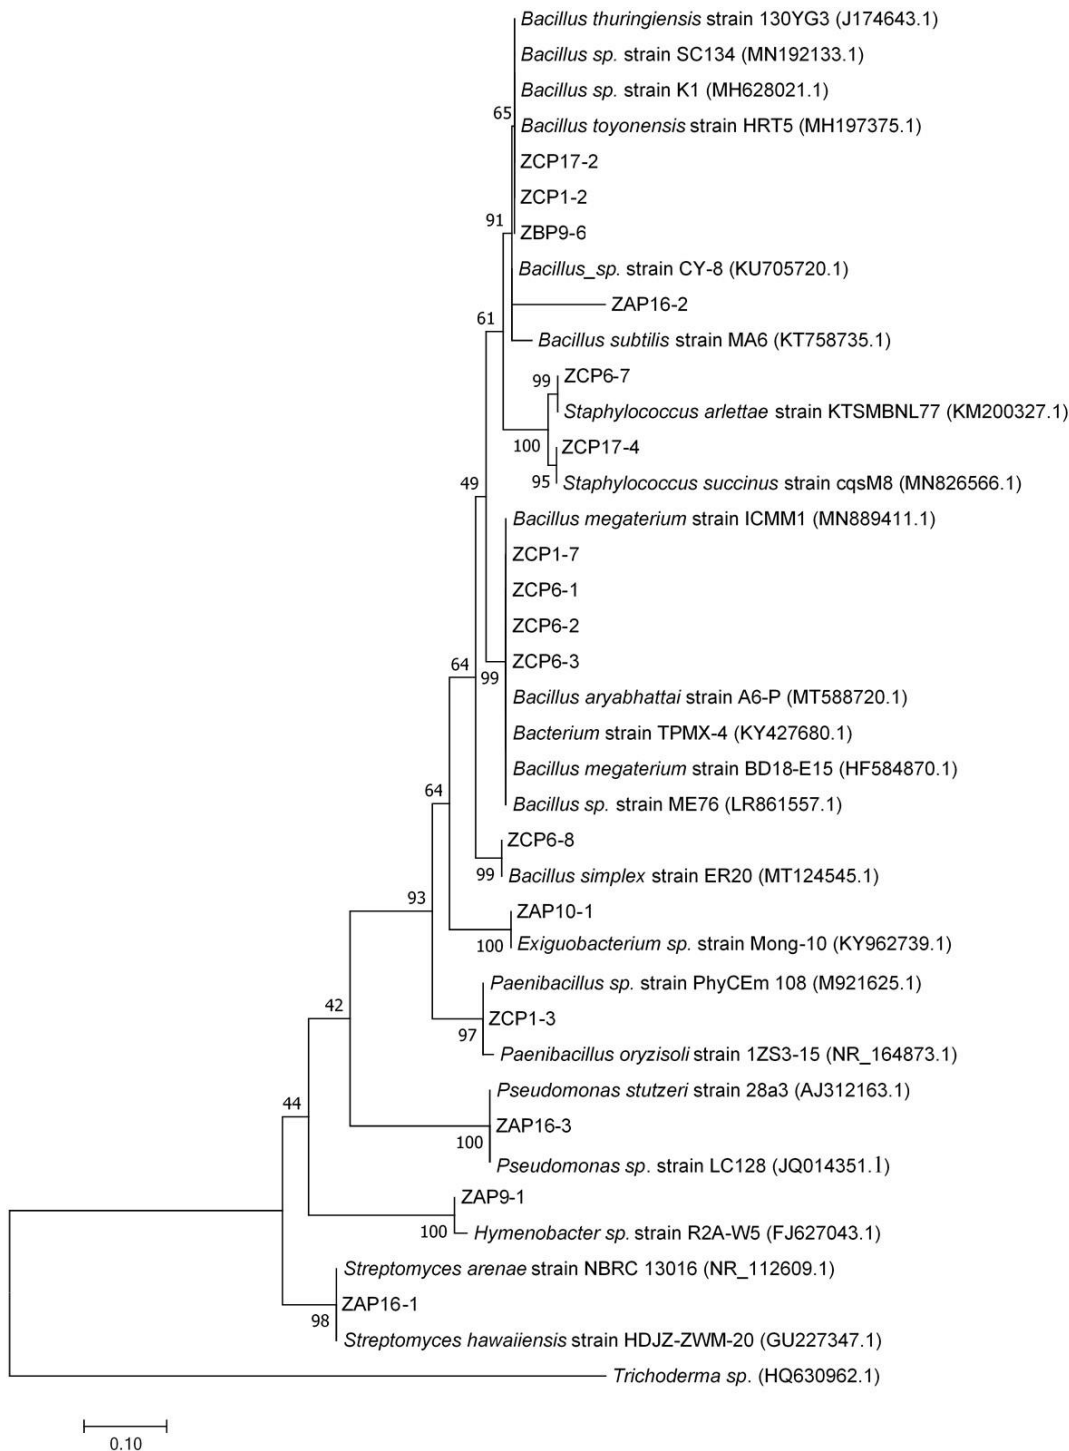 Bacillus thuringiensis strain 130YG3 (J174643.1)
Bacillus sp. strain SC134 (MN192133.1)
Bacillus sp. strain K1 (MH628021.1)
65
Bacillus toyonensis strain HRT5 (MH197375.1)
ZCP17-2
ZCP1-2
91
ZBP9-6
Bacillus_sp. strain CY-8 (KU705720.1)
ZAP16-2
61
Bacillus subtilis strain MA6 (KT758735.1)
99
ZCP6-7
Staphylococcus arlettae strain KTSMBNL77 (KM200327.1)
100
ZCP17-4
95
Staphylococcus succinus strain cqsM8 (MN826566.1)
49
Bacillus megaterium strain ICMM1 (MN889411.1)
ZCP1-7
ZCP6-1
ZCP6-2
ZCP6-3
64
99
Bacillus aryabhattai strain A6-P (MT588720.1)
Bacterium strain TPMX-4 (KY427680.1)
Bacillus megaterium strain BD18-E15 (HF584870.1)
64
Bacillus sp. strain ME76 (LR861557.1)
ZCP6-8
99
Bacillus simplex strain ER20 (MT124545.1)
93
ZAP10-1
100
Exiguobacterium sp. strain Mong-10 (KY962739.1)
Paenibacillus sp. strain PhyCEm 108 (M921625.1)
42
ZCP1-3
97
Paenibacillus oryzisoli strain 1ZS3-15 (NR_164873.1)
Pseudomonas stutzeri strain 28a3 (AJ312163.1)
44
ZAP16-3
100
Pseudomonas sp. strain LC128 (JQ014351.1)
ZAP9-1
100
Hymenobacter sp. strain R2A-W5 (FJ627043.1)
Streptomyces arenae strain NBRC 13016 (NR_112609.1)
ZAP16-1
98
Streptomyces hawaiiensis strain HDJZ-ZWM-20 (GU227347.1)
Trichoderma sp. (HQ630962.1)
0.10